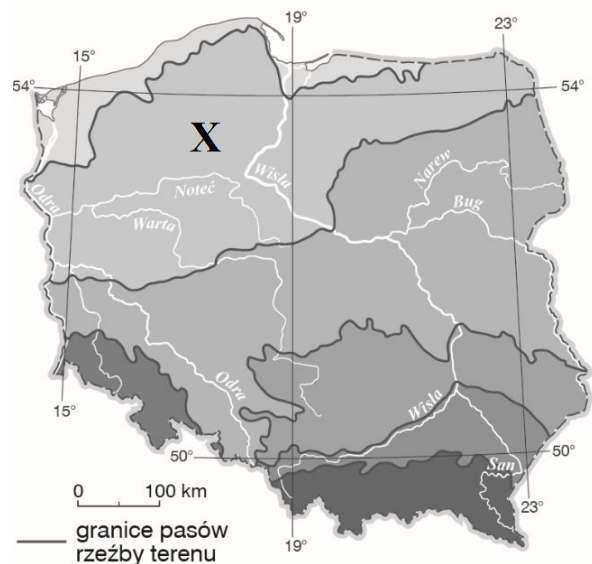 19°
15°
23°
54°
54°
X
Wisła
Narew
Noteć
Odra
Bug
Warta
Odra
Wisła
15°
50°
50°
San
0 100 km
23°
19°
granice pasów
rzeźby terenu